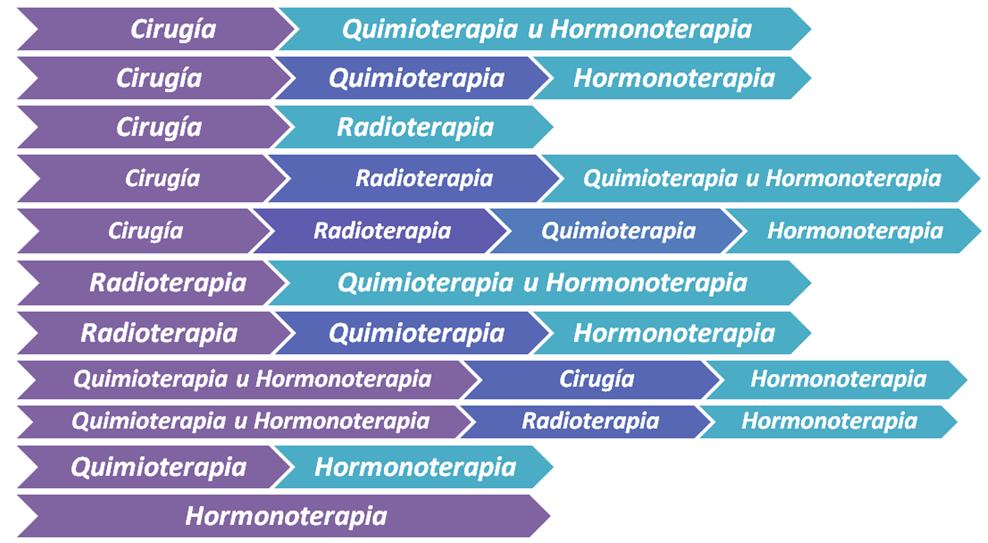 Cirugía Quimioterapia u Hormonoterapia
Cirugía Quimioterapia Hormonoterapia
Cirugía Radioterapia
Cirugía Radioterapia Quimioterapia u Hormonoterapia
Cirugía Radioterapia Quimioterapia Hormonoterapia
Radioterapia Quimioterapia u Hormonoterapia
Radioterapia Quimioterapia Hormonoterapia
Quimioterapia u Hormonoterapia Cirugía Hormonoterapia
Quimioterapia u Hormonoterapia Radioterapia Hormonoterapia
Quimioterapia Hormonoterapia
Hormonoterapia